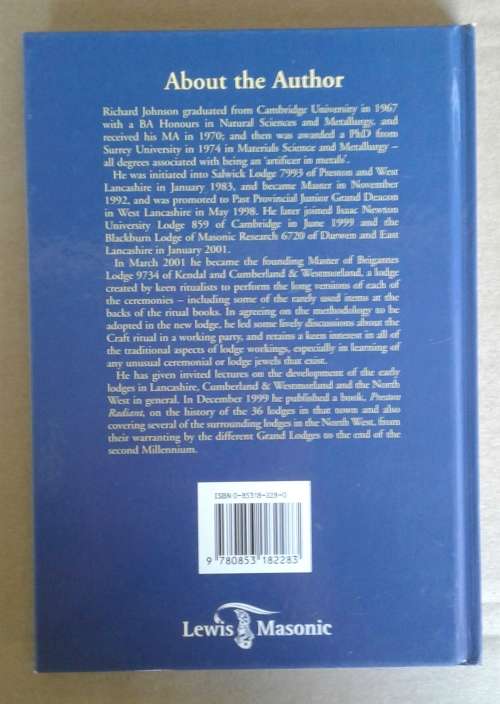 About the Author
Richard Johnson graduated from Cambridge University in 1967
with a BA Honours in Natural Sciences and Metallurgy, and
received his MA in 1970; and then was awarded a PhD from
Surrey University in 1974 in Materials Science and Metallurgy –
all degrees associated with being an 'artificer in metals'.
He was initiated into Salwick Lodge 7993 of Preston and West
Lancashire in January 1983, and became Master in November
1992, and was promoted to Past Provincial Junior Grand Deacon
in West Lancashire in May 1998. He later joined Isaac Newton
University Lodge 859 of Cambridge in June 1999 and the
Blackburn Lodge of Masonic Research 6720 of Darwen and East
Lancashire in January 2001.
In March 2001 he became the founding Master of Brigantes
Lodge 9734 of Kendal and Cumberland & Westmorland, a lodge
created by keen ritualists to perform the long versions of each of
the ceremonies – including some of the rarely used items at the
backs of the ritual books. In agreeing on the methodology to be
adopted in the new lodge, he led some lively discussions about the
Craft ritual in a working party, and retains a keen interest in all of
the traditional aspects of lodge workings, especially in learning of
any unusual ceremonial or lodge jewels that exist.
He has given invited lectures on the development of the early
lodges in Lancashire, Cumberland & Westmorland and the North
West in general. In December 1999 he published a book, Preston
Radiant, on the history of the 36 lodges in that town and also
covering several of the surrounding lodges in the North West, from
their warranting by the different Grand Lodges to the end of the
second Millennium.
ISBN 0-85318-228-0
9 780853 182283
Lewis Masonic